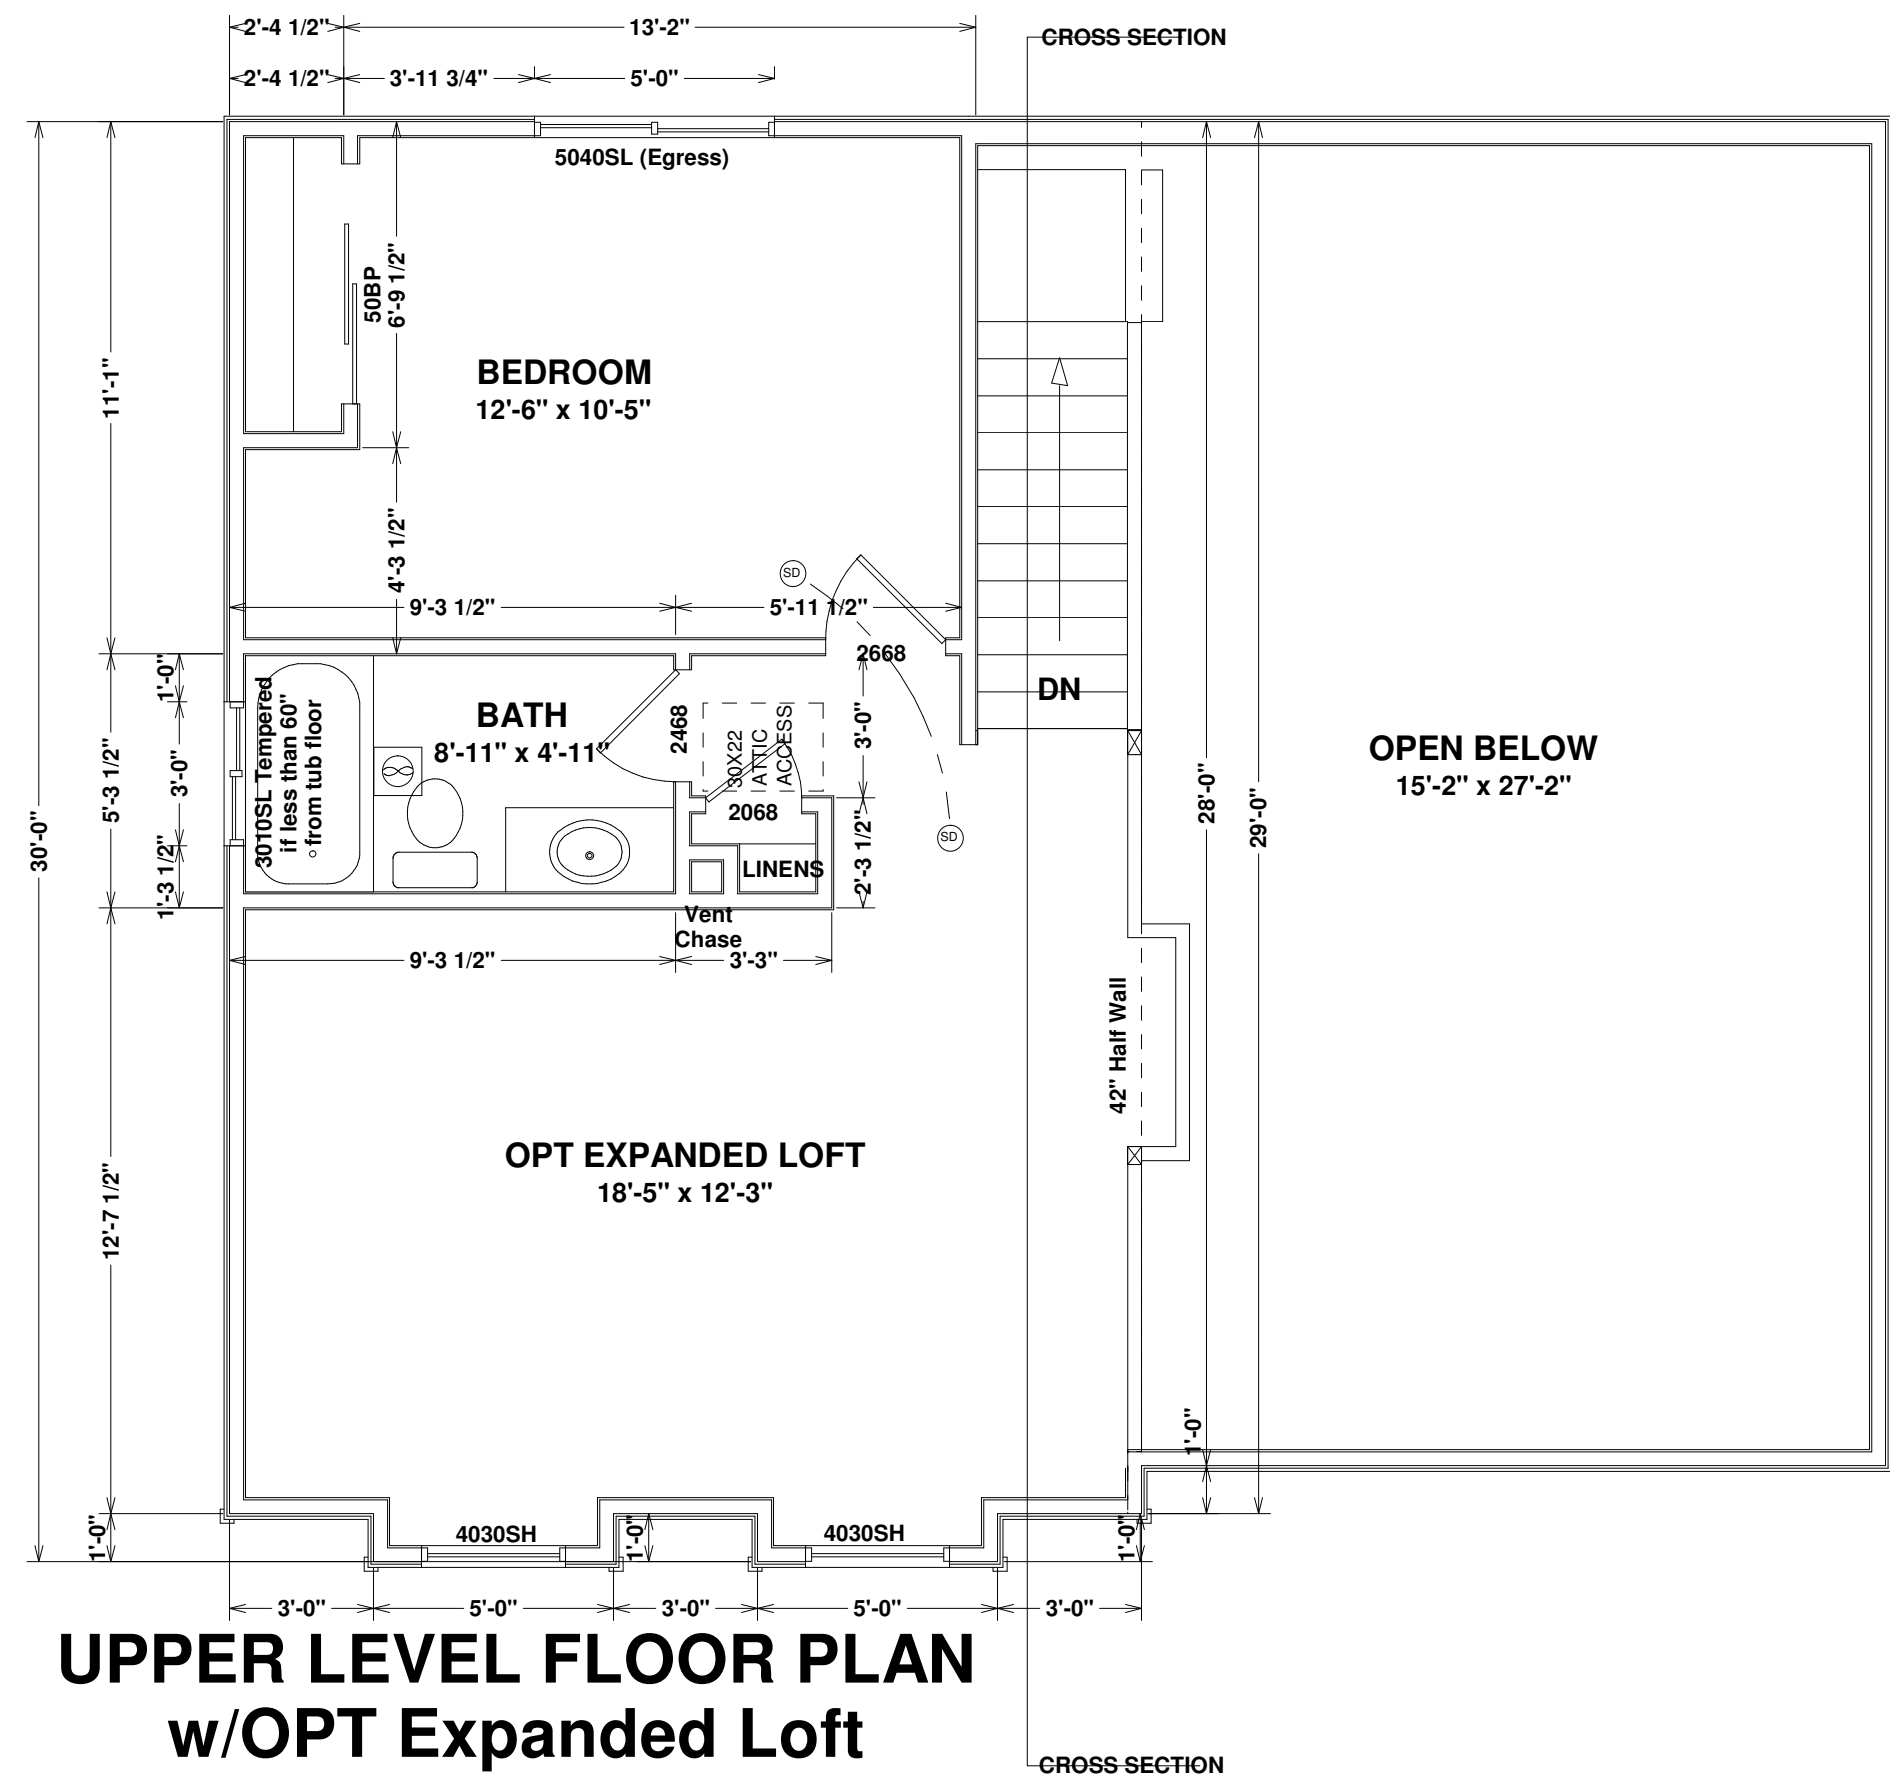 2'-4 1/2"
13'-2"
CROSS SECTION
2'-4 1/2"
3'-11 3/4"
5'-0"
5040SL (Egress)
50BP
6'-9 1/2"
11'-1"
BEDROOM
12'-6" x 10'-5"
4'-3 1/2"
SD
9'-3 1/2"
5'-11 1/2"
2668
DN
1'-0"
3'-0"
1'-3 1/2"
5'-3 1/2"
30'-0"
3010SL Tempered
if less than 60"
from tub floor
BATH
8'-11" x 4'-11"
2468
30X22
ATTIC
ACCESS
3'-0"
2068
2'-3 1/2"
SD
LINENS
Vent
Chase
9'-3 1/2"
3'-3"
28'-0"
29'-0"
OPEN BELOW
15'-2" x 27'-2"
42" Half Wall
12'-7 1/2"
OPT EXPANDED LOFT
18'-5" x 12'-3"
1'-0"
1'-0"
4030SH
1'-0"
4030SH
1'-0"
3'-0"
5'-0"
3'-0"
5'-0"
3'-0"
UPPER LEVEL FLOOR PLAN
w/OPT Expanded Loft
CROSS SECTION